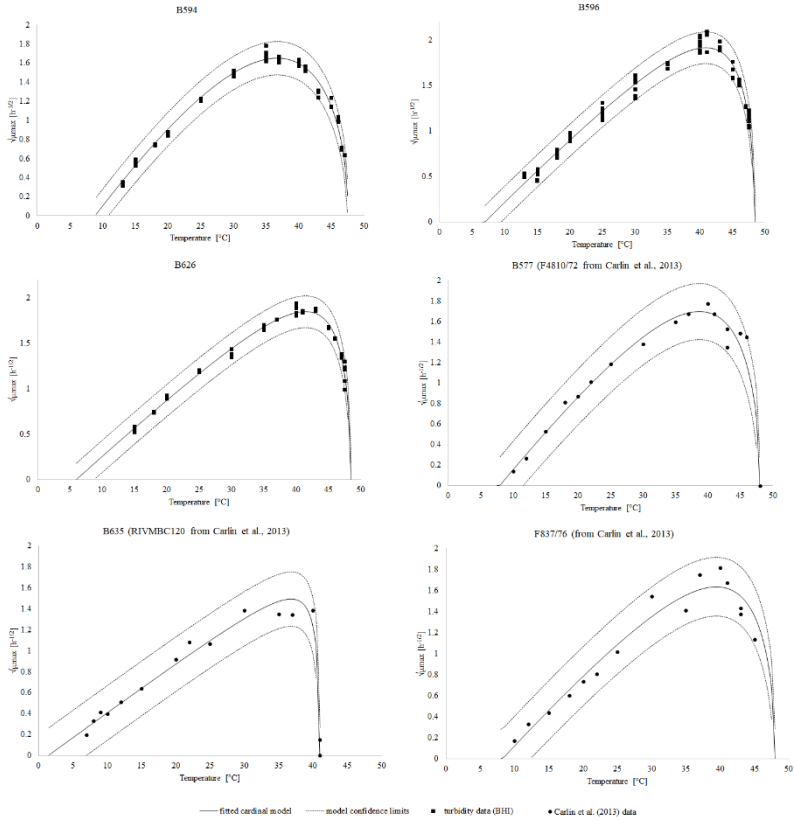 B594
√μmax [h-1/2]
2
1.8
1.6
1.4
1.2
1
0.8
0.6
0.4
0.2
0
0 5 10 15 20 25 30 35 40 45 50
Temperature [°C]
B596
√μmax [h-1/2]
2
1.5
1
0.5
0
0 5 10 15 20 25 30 35 40 45 50
Temperature [°C]
B626
√μmax [h-1/2]
2
1.5
1
0.5
0
0 5 10 15 20 25 30 35 40 45 50
Temperature [°C]
B577 (F4810/72 from Carlin et al., 2013)
√μmax [h-1/2]
2
1.8
1.6
1.4
1.2
1
0.8
0.6
0.4
0.2
0
0 5 10 15 20 25 30 35 40 45 50
Temperature [°C]
B635 (RIVMBC120 from Carlin et al., 2013)
√μmax [h-1/2]
2
1.8
1.6
1.4
1.2
1
0.8
0.6
0.4
0.2
0
0 5 10 15 20 25 30 35 40 45
Temperature [°C]
F837/76 (from Carlin et al., 2013)
√μmax [h-1/2]
2
1.8
1.6
1.4
1.2
1
0.8
0.6
0.4
0.2
0
0 5 10 15 20 25 30 35 40 45 50
Temperature [°C]
fitted cardinal model model confidence limits turbidity data (BHI) Carlin et al. (2013) data